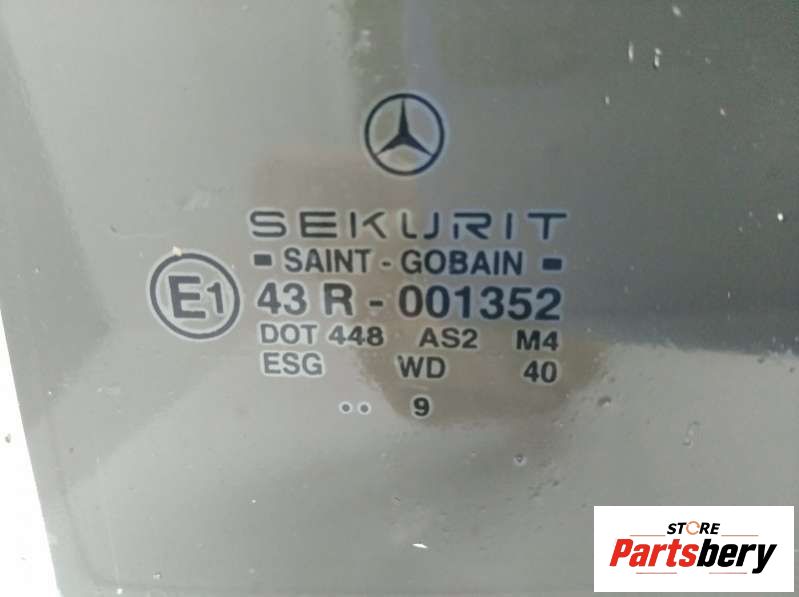 SEKURIT
SAINT - GOBAIN
E1 43 R - 001352
DOT 448 AS2 M4
ESG WD 40
.. 9
STORE
Partsbery